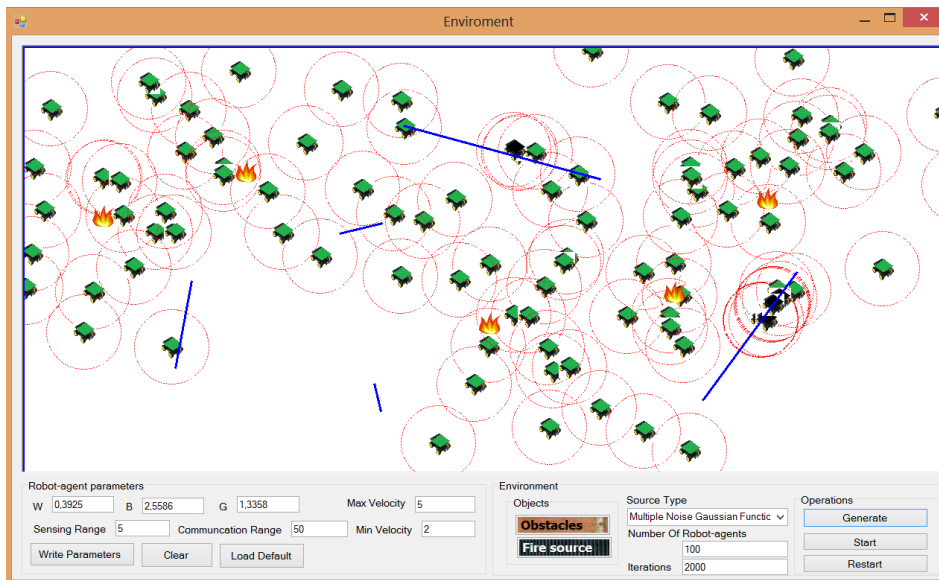 Enviroment
Robot-agent parameters
W 0,3925 B 2,5586 G 1,3358 Max Velocity 5
Sensing Range 5 Communcation Range 50 Min Velocity 2
Write Parameters Clear Load Default
Environment
Objects
Obstacles
Fire source
Source Type
Multiple Noise Gaussian Functic
Number Of Robot-agents
100
Iterations 2000
Operations
Generate
Start
Restart